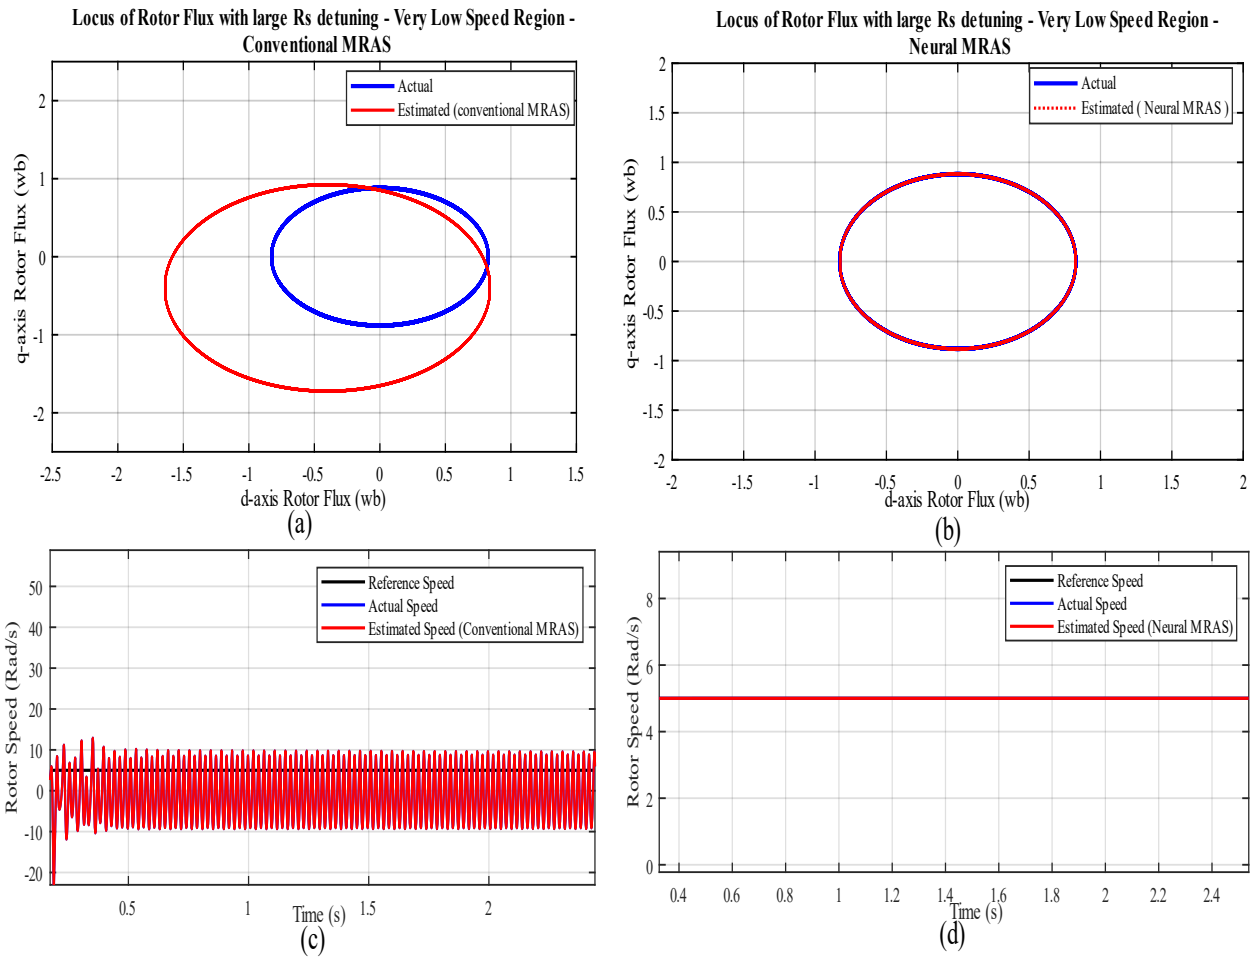 Locus of Rotor Flux with large Rs detuning - Very Low Speed Region -
Conventional MRAS
Actual
Estimated (conventional MRAS)
q-axis Rotor Flux (wb)
2
1
0
-1
-2
-2.5
-2
-1.5
-1
-0.5
0
0.5
1
1.5
d-axis Rotor Flux (wb)
(a)
Locus of Rotor Flux with large Rs detuning - Very Low Speed Region -
Neural MRAS
Actual
Estimated ( Neural MRAS )
q-axis Rotor Flux (wb)
2
1.5
1
0.5
0
-0.5
-1
-1.5
-2
-2
-1.5
-1
-0.5
0
0.5
1
1.5
2
d-axis Rotor Flux (wb)
(b)
Reference Speed
Actual Speed
Estimated Speed (Conventional MRAS)
Rotor Speed (Rad/s)
50
40
30
20
10
0
-10
-20
0.5
1
1.5
2
Time (s)
(c)
Reference Speed
Actual Speed
Estimated Speed (Neural MRAS)
Rotor Speed (Rad/s)
8
6
4
2
0
0.4
0.6
0.8
1
1.2
1.4
1.6
1.8
2
2.2
2.4
Time (s)
(d)